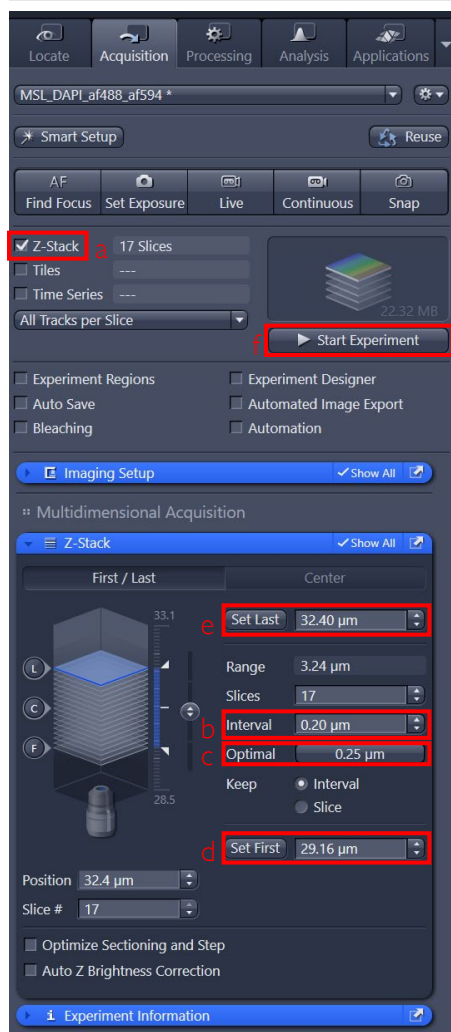 Locate Acquisition Processing Analysis Applications
MSL_DAPI_af488_af594 *
Smart Setup Reuse
AF
Find Focus Set Exposure Live Continuous Snap
Z-Stack a 17 Slices
Tiles ---
Time Series --- 22.32 MB
All Tracks per Slice
f Start Experiment
Experiment Regions Experiment Designer
Auto Save Automated Image Export
Bleaching Automation
Imaging Setup Show All
Multidimensional Acquisition
Z-Stack Show All
First / Last Center
33.1 e Set Last 32.40 µm
L Range 3.24 µm
Slices 17
C b Interval 0.20 µm
F c Optimal 0.25 µm
Keep Interval
28.5 Slice
d Set First 29.16 µm
Position 32.4 µm
Slice # 17
Optimize Sectioning and Step
Auto Z Brightness Correction
i Experiment Information